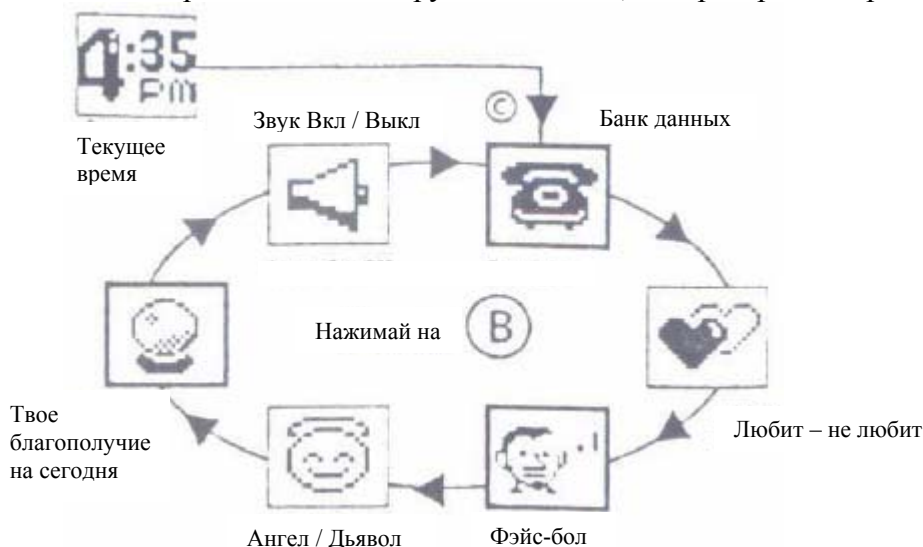 4:35
PM
Текущее
время
Звук Вкл / Выкл
C
Банк данных
Нажимай на B
Твое
благополучие
на сегодня
Любит – не любит
Ангел / Дьявол
Фэйс-бол